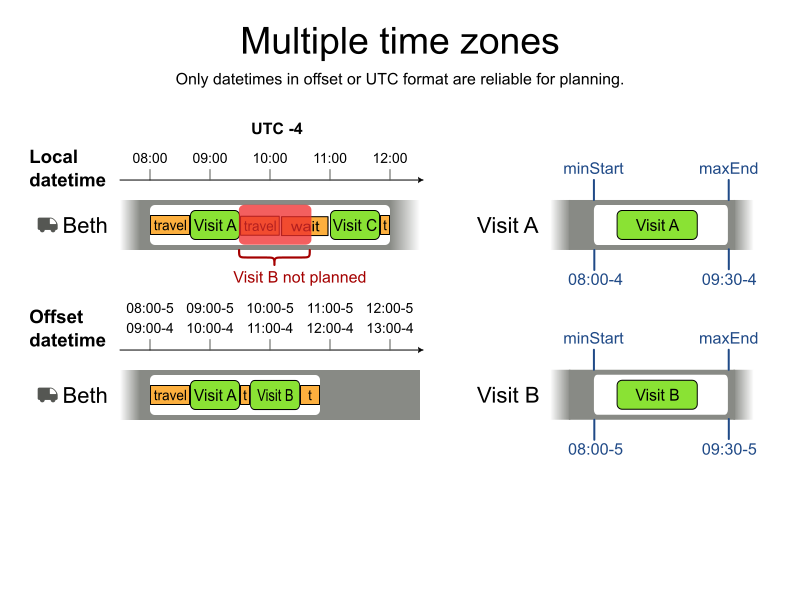 Multiple time zones
Only datetimes in offset or UTC format are reliable for planning.
UTC -4
Local
datetime
08:00 09:00 10:00 11:00 12:00
Beth
travel Visit A travel wait Visit C t
Visit B not planned
Offset
datetime
08:00-5 09:00-5 10:00-5 11:00-5 12:00-5
09:00-4 10:00-4 11:00-4 12:00-4 13:00-4
Beth
travel Visit A t Visit B t
minStart maxEnd
Visit A
Visit A
08:00-4 09:30-4
minStart maxEnd
Visit B
Visit B
08:00-5 09:30-5